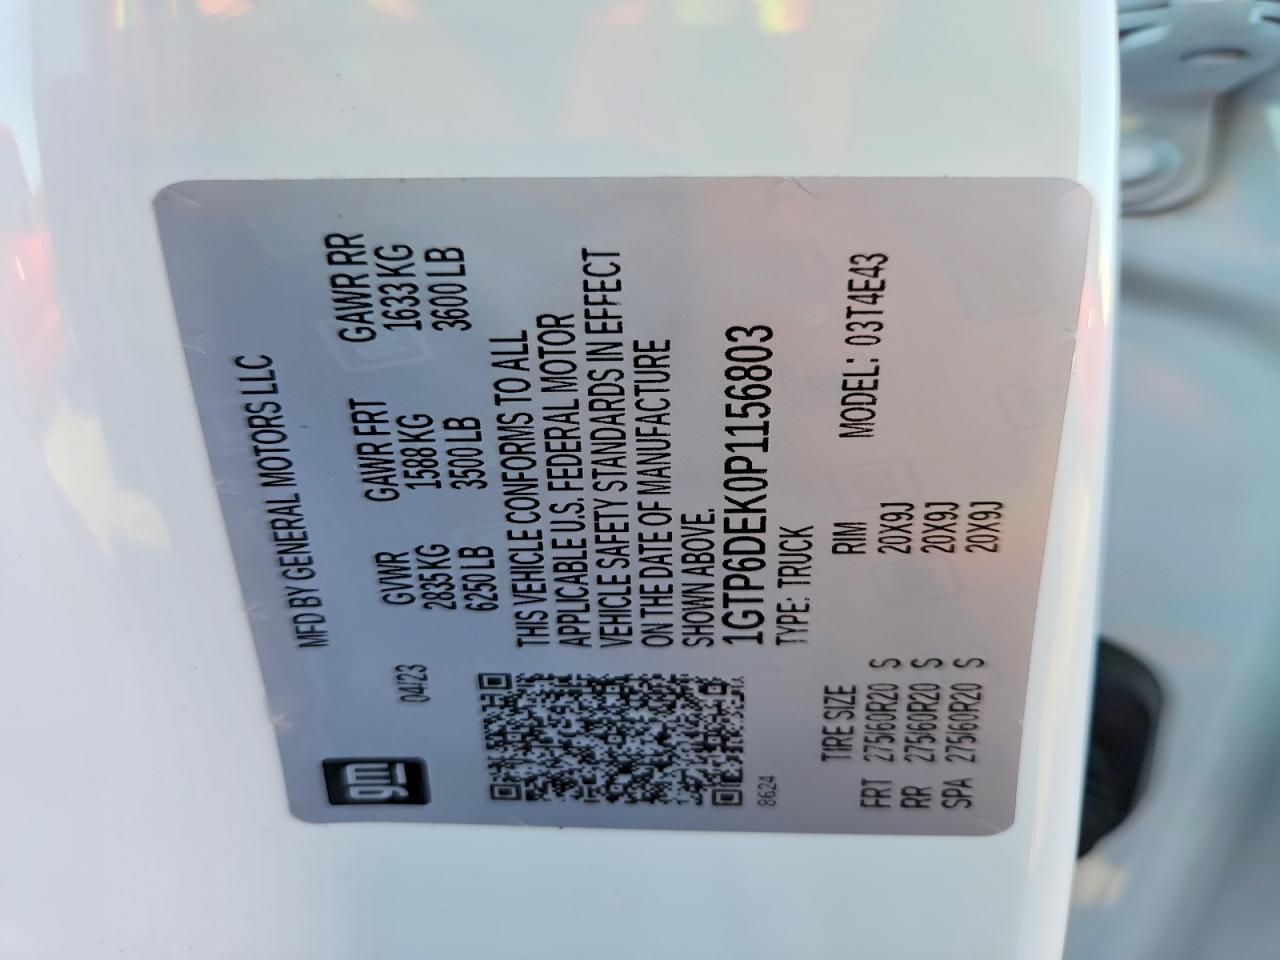 gm
MFD BY GENERAL MOTORS LLC
04/23
GVWR GAWR FRT GAWR RR
2835 KG 1588 KG 1633 KG
6250 LB 3500 LB 3600 LB
THIS VEHICLE CONFORMS TO ALL
APPLICABLE U.S. FEDERAL MOTOR
VEHICLE SAFETY STANDARDS IN EFFECT
ON THE DATE OF MANUFACTURE
SHOWN ABOVE.
1GTP6DEK0P1156803
8624
TYPE: TRUCK
TIRE SIZE RIM MODEL: 03T4E43
FRT 275/60R20 S 20X9J
RR 275/60R20 S 20X9J
SPA 275/60R20 S 20X9J